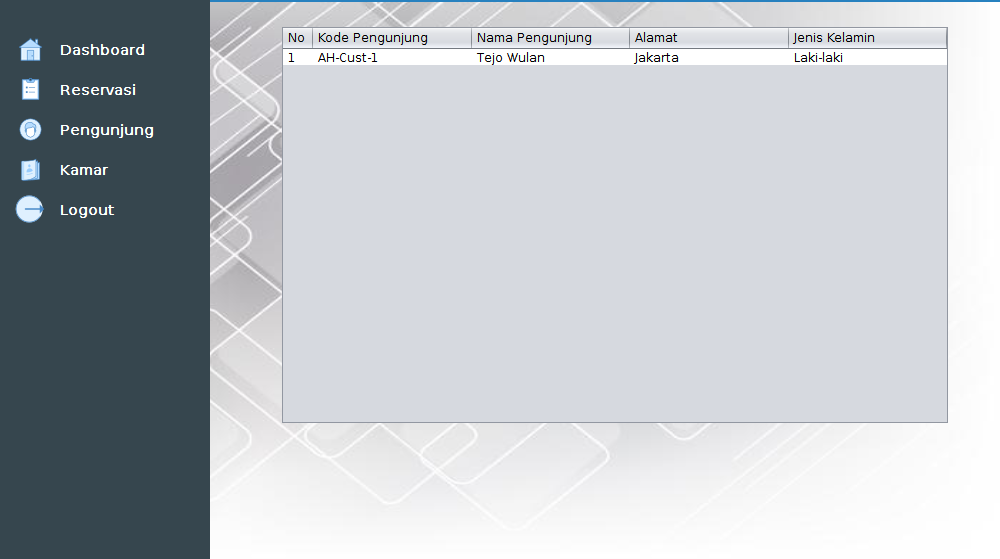 Dashboard
Reservasi
Pengunjung
Kamar
Logout
No Kode Pengunjung Nama Pengunjung Alamat Jenis Kelamin
1 AH-Cust-1 Tejo Wulan Jakarta Laki-laki